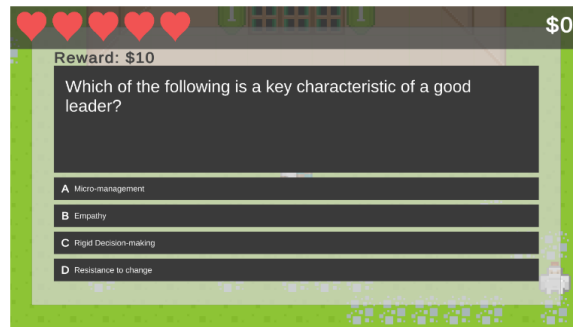 $0
Reward: $10
Which of the following is a key characteristic of a good
leader?
A Micro-management
B Empathy
C Rigid Decision-making
D Resistance to change